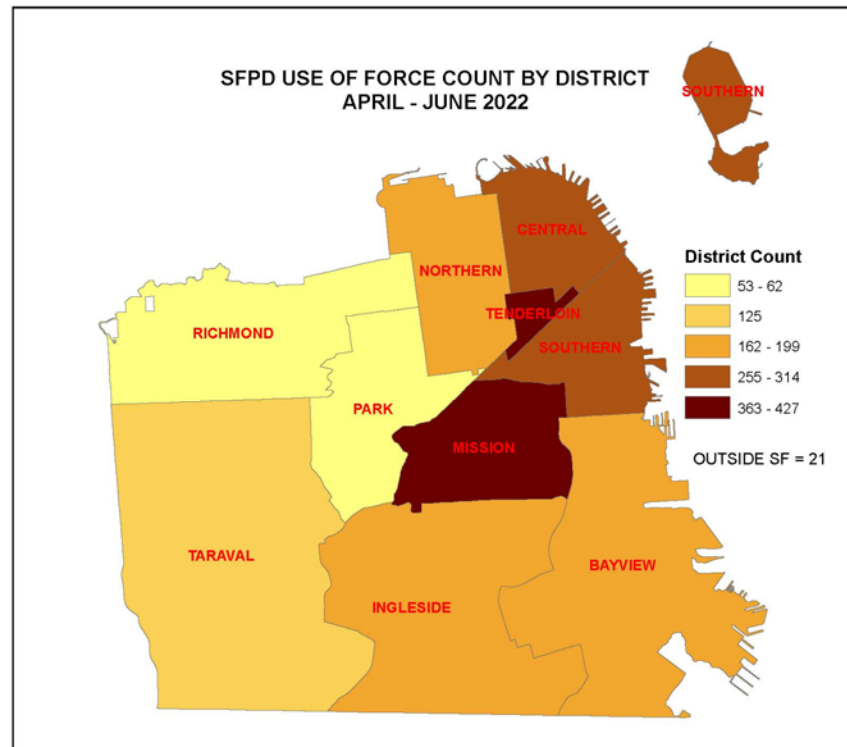 SFPD USE OF FORCE COUNT BY DISTRICT
APRIL - JUNE 2022
SOUTHERN
CENTRAL
NORTHERN
District Count
53 - 62
125
162 - 199
255 - 314
363 - 427
TENDERLOIN
RICHMOND
SOUTHERN
PARK
MISSION
OUTSIDE SF = 21
TARAVAL
BAYVIEW
INGLESIDE